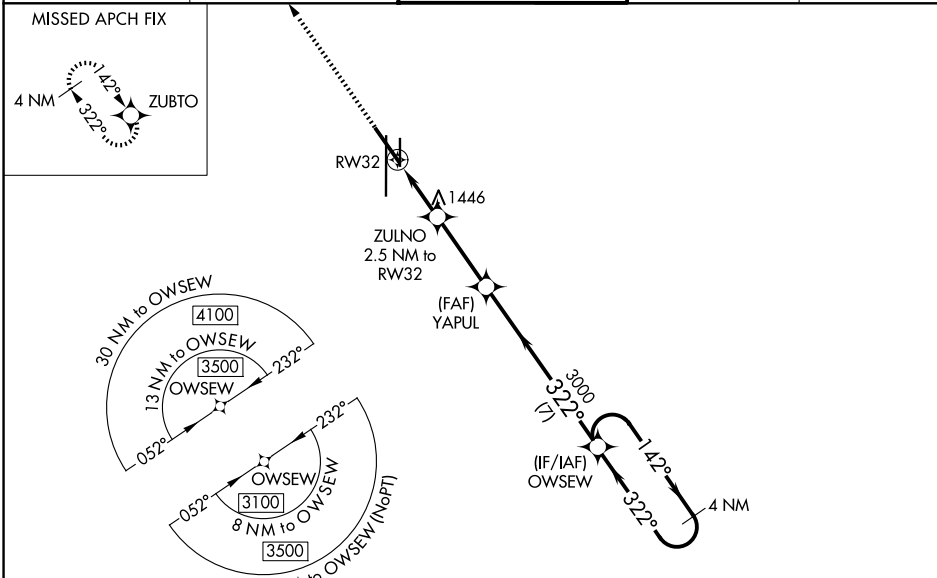 MISSED APCH FIX
4 NM
142°
322°
ZUBTO
RW32
1446
ZULNO
2.5 NM to
RW32
(FAF)
YAPUL
3000
322°
(7)
(IF/IAF)
OWSEW
142°
322°
4 NM
30 NM to OWSEW
4100
13 NM to OWSEW
3500
OWSEW
232°
052°
232°
OWSEW
052°
3100
8 NM to OWSEW
3500
to OWSEW (NoPT)